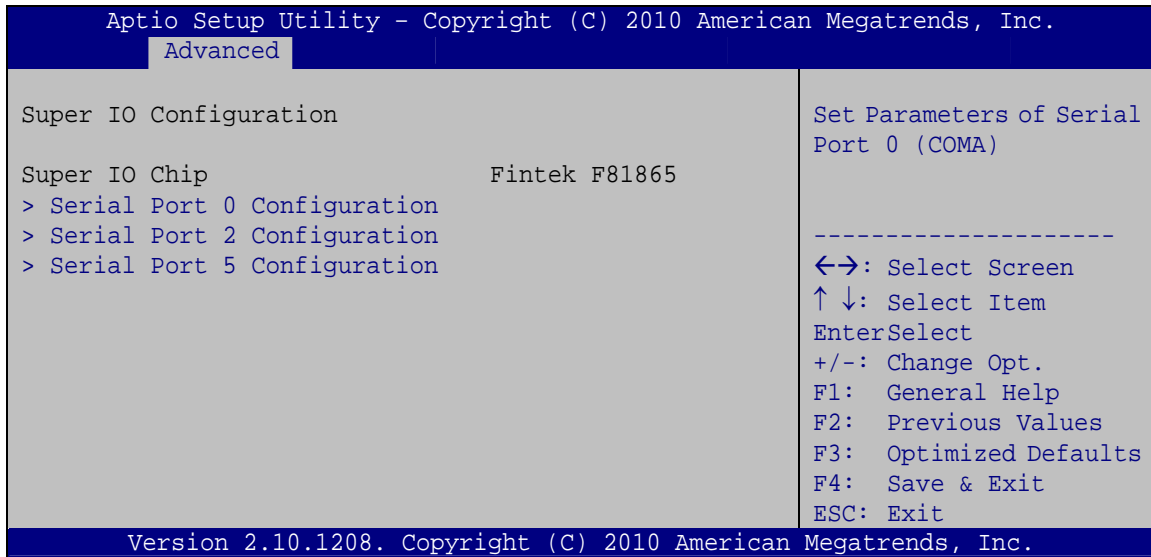 Aptio Setup Utility – Copyright (C) 2010 American Megatrends, Inc.
Advanced
Super IO Configuration
Super IO Chip Fintek F81865
> Serial Port 0 Configuration
> Serial Port 2 Configuration
> Serial Port 5 Configuration
Set Parameters of Serial
Port 0 (COMA)
---------------------
←→: Select Screen
↑ ↓: Select Item
EnterSelect
+/-: Change Opt.
F1: General Help
F2: Previous Values
F3: Optimized Defaults
F4: Save & Exit
ESC: Exit
Version 2.10.1208. Copyright (C) 2010 American Megatrends, Inc.